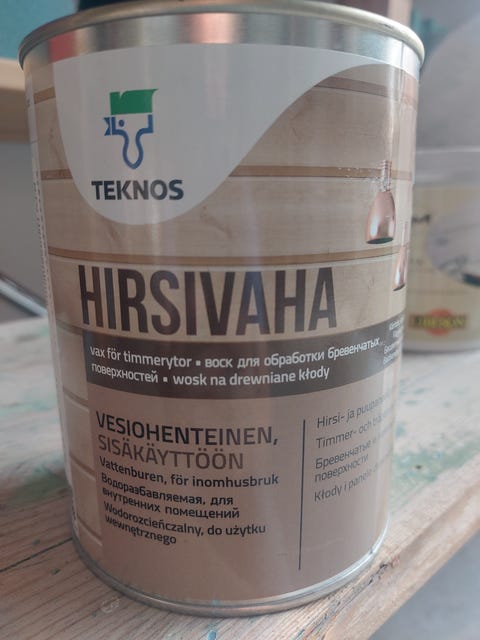 TEKNOS
HIRSIVAHA
vax för timmerytor • воск для обработки бревенчатых
поверхностей • wosk na drewniane kłody
VESIOHENTEINEN,
SISÄKÄYTTÖÖN
Vattenburen, för inomhusbruk
Водоразбавляемая, для
внутренних помещений
Wodorozcieńczalny, do użytku
wewnętrznego
Hirsi- ja
Timmer- och
Бревенчатые и
поверхности
Kłody i panele
LIBERON